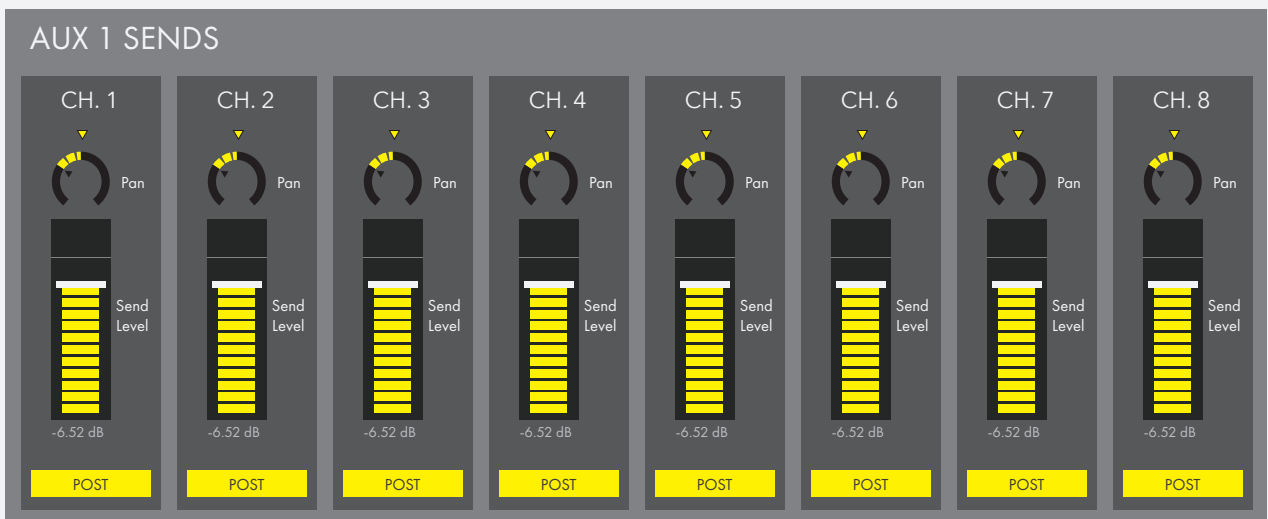 AUX 1 SENDS
CH. 1
Pan
Send
Level
-6.52 dB
POST
CH. 2
Pan
Send
Level
-6.52 dB
POST
CH. 3
Pan
Send
Level
-6.52 dB
POST
CH. 4
Pan
Send
Level
-6.52 dB
POST
CH. 5
Pan
Send
Level
-6.52 dB
POST
CH. 6
Pan
Send
Level
-6.52 dB
POST
CH. 7
Pan
Send
Level
-6.52 dB
POST
CH. 8
Pan
Send
Level
-6.52 dB
POST